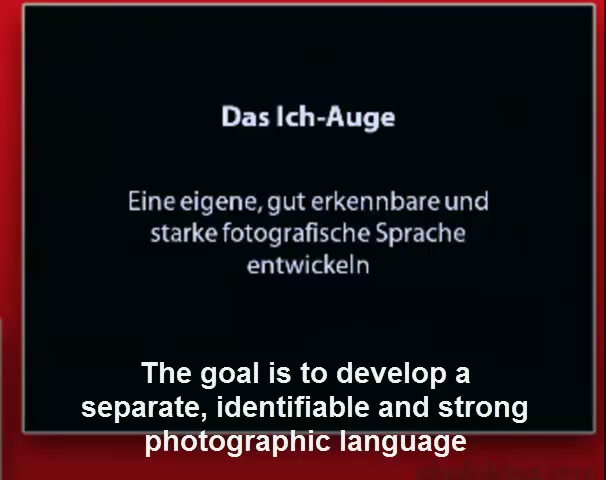 Das Ich-Auge
Eine eigene, gut erkennbare und
starke fotografische Sprache
entwickeln
The goal is to develop a
separate, identifiable and strong
photographic language